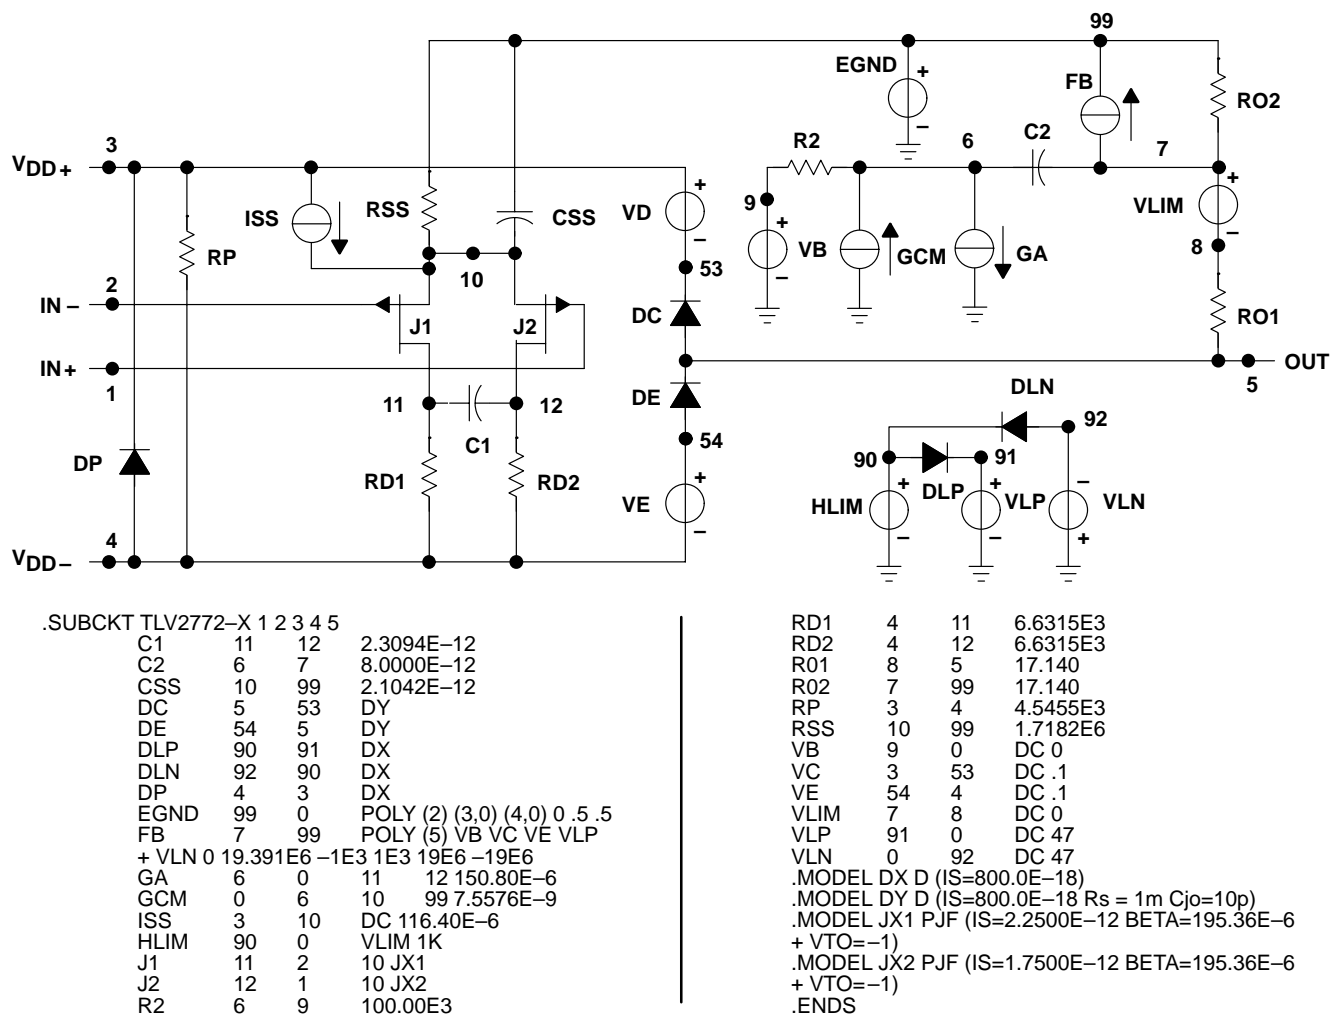 99
EGND
+
–
FB
RO2
R2
6
C2
7
3
VDD+
ISS
RSS
CSS
VD
+
–
9
+
–
VB
GCM
GA
VLIM
+
–
8
RP
10
53
2
IN –
J1
J2
DC
RO1
IN+
1
OUT
5
11
12
C1
DE
54
DLN
92
DP
RD1
RD2
90
91
DLP
VE
+
–
HLIM
+
–
+
–
VLP
–
+
VLN
4
VDD–
.SUBCKT TLV2772–X 1 2 3 4 5
C1 11 12 2.3094E–12
C2 6 7 8.0000E–12
CSS 10 99 2.1042E–12
DC 5 53 DY
DE 54 5 DY
DLP 90 91 DX
DLN 92 90 DX
DP 4 3 DX
EGND 99 0 POLY (2) (3,0) (4,0) 0 .5 .5
FB 7 99 POLY (5) VB VC VE VLP
+ VLN 0 19.391E6 –1E3 1E3 19E6 –19E6
GA 6 0 11 12 150.80E–6
GCM 0 6 10 99 7.5576E–9
ISS 3 10 DC 116.40E–6
HLIM 90 0 VLIM 1K
J1 11 2 10 JX1
J2 12 1 10 JX2
R2 6 9 100.00E3
RD1 4 11 6.6315E3
RD2 4 12 6.6315E3
R01 8 5 17.140
R02 7 99 17.140
RP 3 4 4.5455E3
RSS 10 99 1.7182E6
VB 9 0 DC 0
VC 3 53 DC .1
VE 54 4 DC .1
VLIM 7 8 DC 0
VLP 91 0 DC 47
VLN 0 92 DC 47
.MODEL DX D (IS=800.0E–18)
.MODEL DY D (IS=800.0E–18 Rs = 1m Cjo=10p)
.MODEL JX1 PJF (IS=2.2500E–12 BETA=195.36E–6
+ VTO=–1)
.MODEL JX2 PJF (IS=1.7500E–12 BETA=195.36E–6
+ VTO=–1)
.ENDS